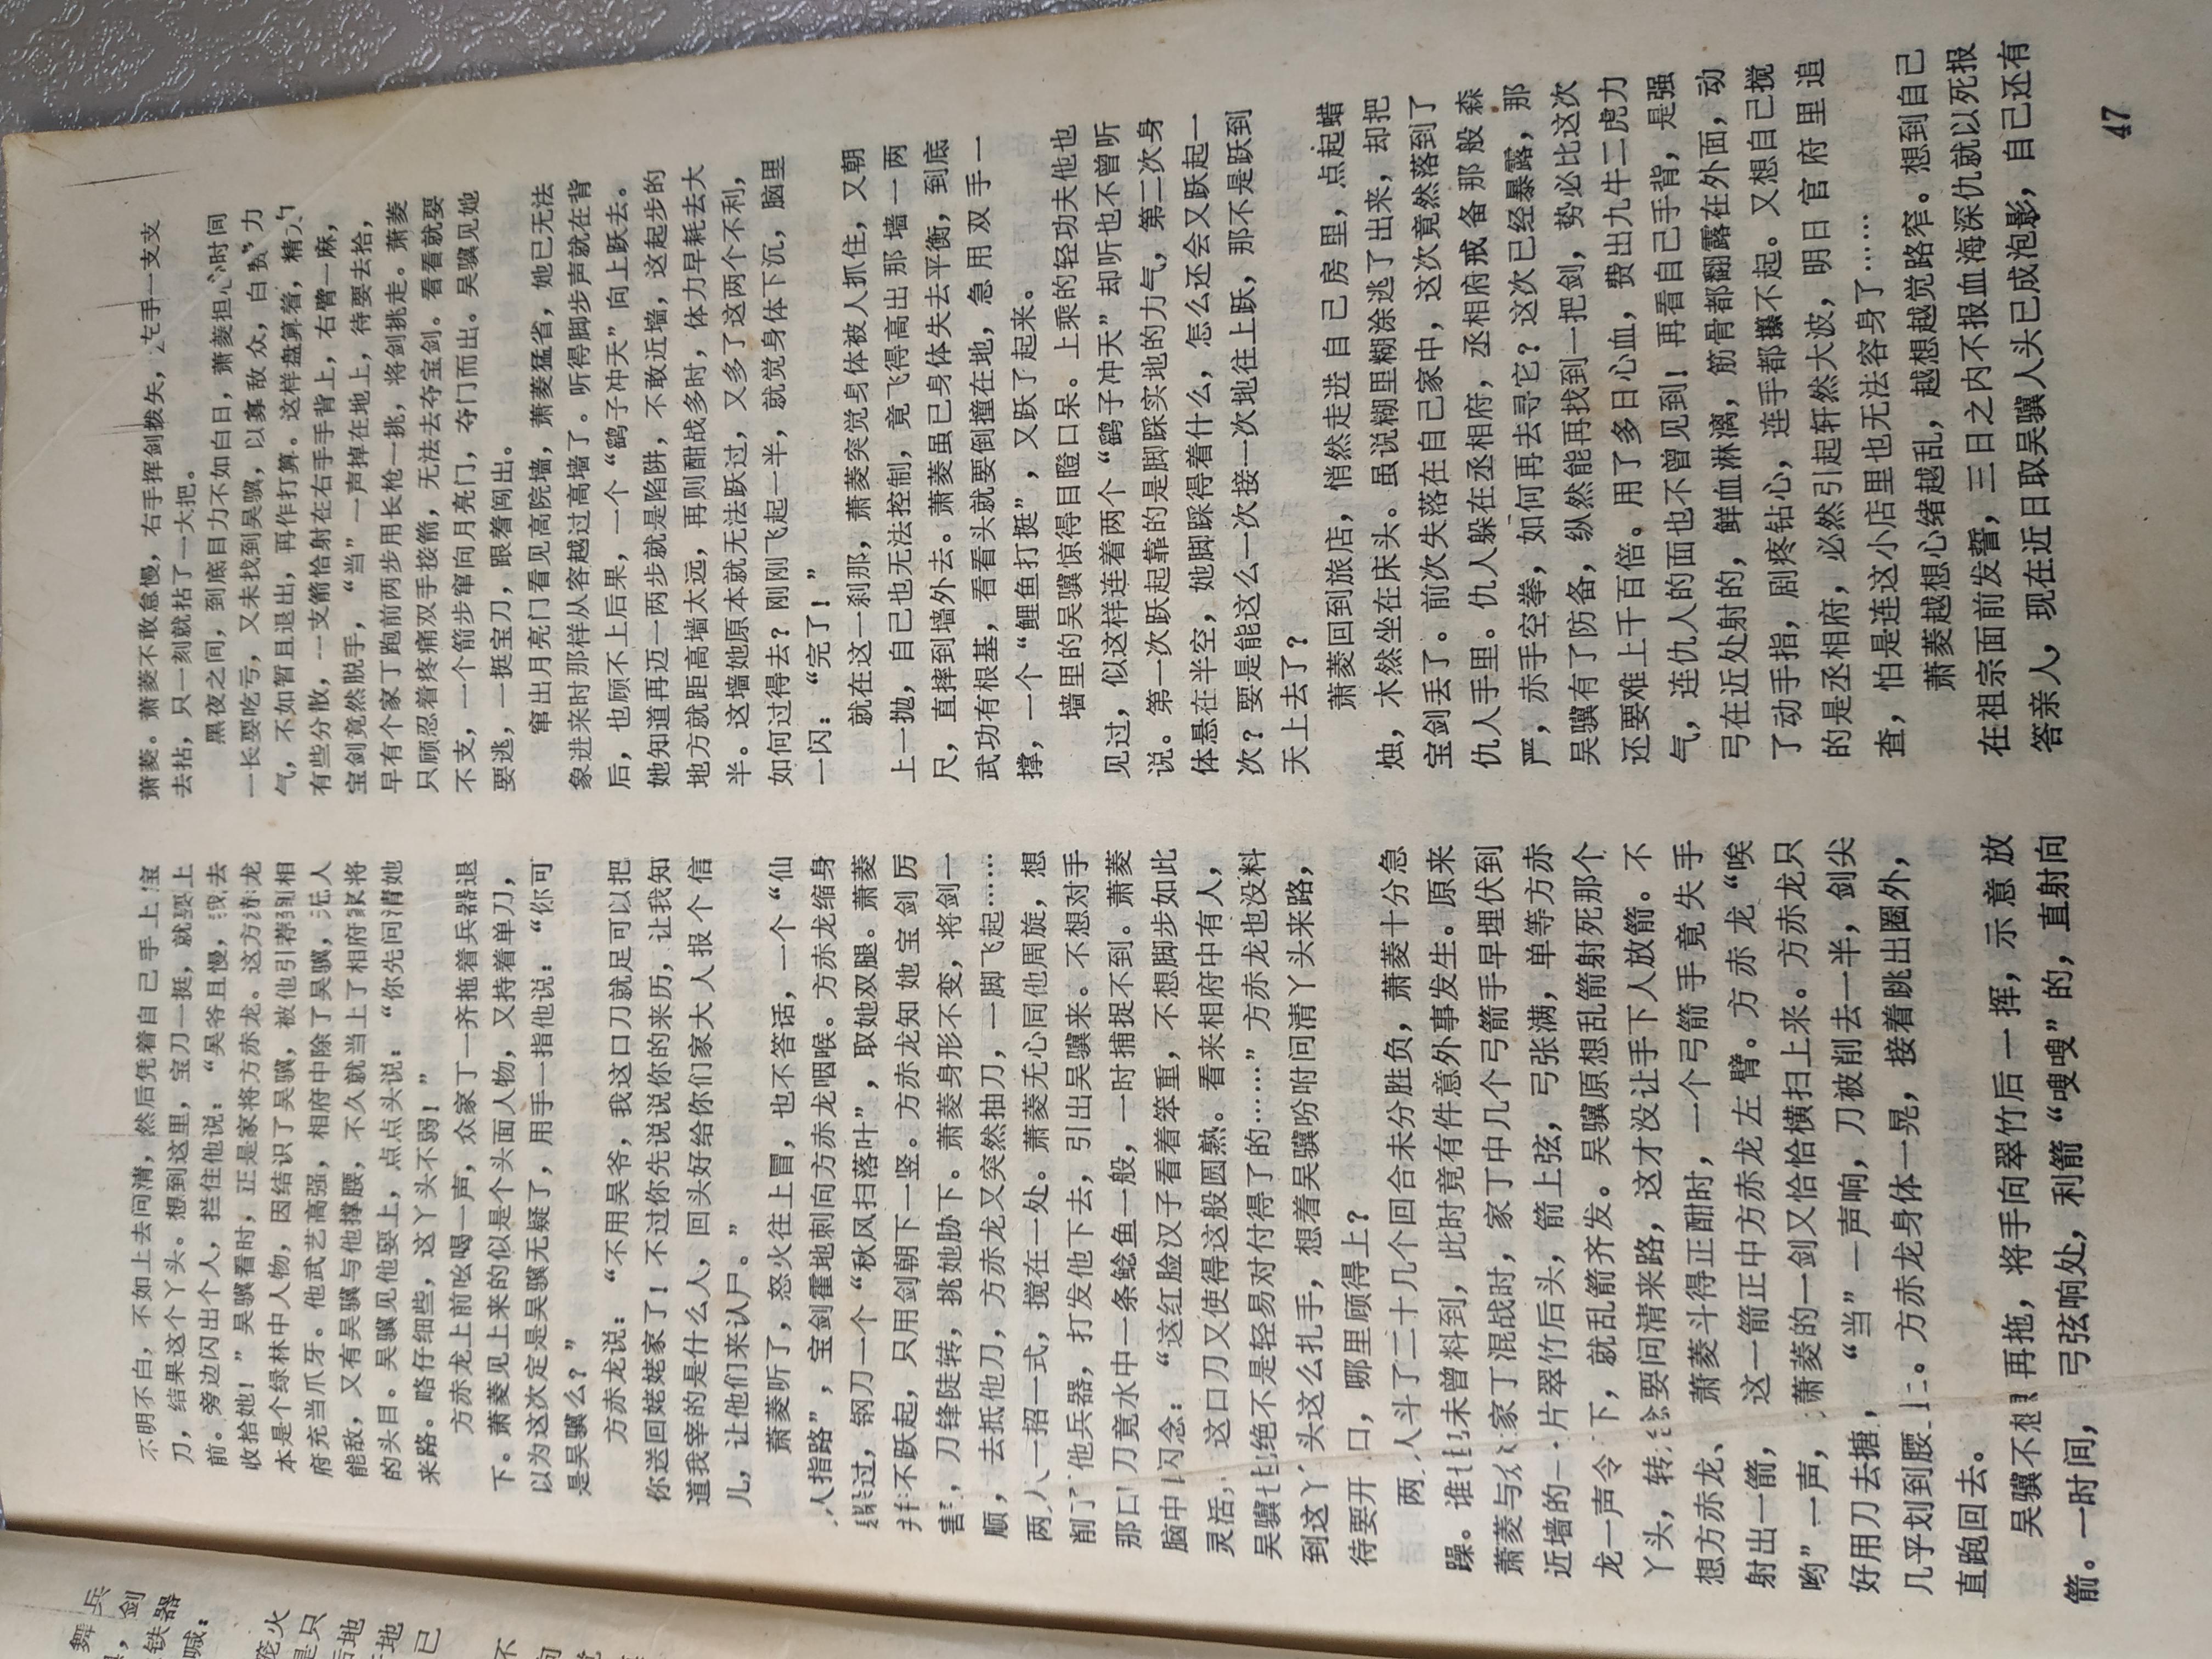 不明不白，不如上去问清，然后凭着自己手上宝
刀，结果这个丫头。想到这里，宝刀一挺，就要上
前。旁边闪出个人，拦住他说：“吴爷且慢，我去
收拾她！”吴骥看时，正是家将方赤龙。这方赤龙
本是个绿林中人物，因结识了吴骥，被他引荐到相
府充当爪牙。他武艺高强，相府中除了吴骥，无人
能敌，又有吴骥与他撑腰，不久就当上了相府家将
的头目。吴骥见他要上，点点头说：“你先问清她
来路。略仔细些，这丫头不弱！”
方赤龙上前吆喝一声，众家丁一齐拖着兵器退
下。萧菱见上来的似是个头面人物，又持着单刀，
以为这次定是吴骥无疑了，用手一指他说：“你可
是吴骥么？”
方赤龙说：“不用吴爷，我这口刀就足可以把
你送回姥姥家了！不过你先说说你的来历，让我知
道我宰的是什么人，回头好给你们家大人报个信
儿，让他们来认尸。”
萧菱听了，怒火往上冒，也不答话，一个“仙
人指路”，宝剑霍地刺向方赤龙咽喉。方赤龙缩身
躲过，钢刀一个“秋风扫落叶”，取她双腿。萧菱
并不跃起，只用剑朝下一竖。方赤龙知她宝剑厉
害，刀锋陡转，挑她胁下。萧菱身形不变，将剑一
顺，去抵他刀，方赤龙又突然抽刀，一脚飞起……
两人一招一式，搅在一处。萧菱无心同他周旋，想
削了他兵器，打发他下去，引出吴骥来。不想对手
那口刀竟水中一条鲶鱼一般，一时捕捉不到。萧菱
脑中闪念：“这红脸汉子看着笨重，不想脚步如此
灵活，这口刀又使得这般圆熟。看来相府中有人，
吴骥也绝不是轻易对付得了的……”方赤龙也没料
到这丫头这么扎手，想着吴骥吩咐问清丫头来路，
待要开口，哪里顾得上？
两人斗了二十几个回合未分胜负，萧菱十分急
躁。谁也未曾料到，此时竟有件意外事发生。原来
萧菱与众家丁混战时，家丁中几个弓箭手早埋伏到
近墙的一片翠竹后头，箭上弦，弓张满，单等方赤
龙一声令下，就乱箭齐发。吴骥原想乱箭射死那个
丫头，转念要问清来路，这才没让手下人放箭。不
想方赤龙、萧菱斗得正酣时，一个弓箭手竟失手
射出一箭，这一箭正中方赤龙左臂。方赤龙“唉
哟”一声，萧菱的一剑又恰恰横扫上来。方赤龙只
好用刀去搪，“当”一声响，刀被削去一半，剑尖
几乎划到腰上。方赤龙身体一晃，接着跳出圈外，
直跑回去。
吴骥不想再拖，将手向翠竹后一挥，示意放
箭。一时间，弓弦响处，利箭“嗖嗖”的，直射向
萧菱。萧菱不敢怠慢，右手挥剑拨矢，左手一支支
去拈，只一刻就拈了一大把。
黑夜之间，到底目力不如白日，萧菱担心时间
一长要吃亏，又未找到吴骥，以寡敌众，白费力
气，不如暂且退出，再作打算。这样盘算着，精力
有些分散，一支箭恰射在右手手背上，右臂一麻，
宝剑竟然脱手，“当”一声掉在地上，待要去拾，
早有个家丁跑前两步用长枪一挑，将剑挑走。萧菱
只顾忍着疼痛双手接箭，无法去夺宝剑。看看就要
不支，一个箭步窜向月亮门，夺门而出。吴骥见她
要逃，一挺宝刀，跟着闯出。
窜出月亮门看见高院墙，萧菱猛省，她已无法
象进来时那样从容越过高墙了。听得脚步声就在背
后，也顾不上后果，一个“鹞子冲天”向上跃去。
她知道再迈一两步就是陷阱，不敢近墙，这起步的
地方就距高墙太远，再则酣战多时，体力早耗去大
半。这墙她原本就无法跃过，又多了这两个不利，
如何过得去？刚刚飞起一半，就觉身体下沉，脑里
一闪：“完了！”
就在这一刹那，萧菱突觉身体被人抓住，又朝
上一抛，自己也无法控制，竟飞得高出那墙一两
尺，直摔到墙外去。萧菱虽已身体失去平衡，到底
武功有根基，看看头就要倒撞在地，急用双手一
撑，一个“鲤鱼打挺”，又跃了起来。
墙里的吴骥惊得目瞪口呆。上乘的轻功夫他也
见过，似这样连着两个“鹞子冲天”却听也不曾听
说。第一次跃起靠的是脚踩实地的力气，第二次身
体悬在半空，她脚踩得着什么，怎么还会又跃起一
次？要是能这么一次接一次地往上跃，那不是跃到
天上去了？
萧菱回到旅店，悄然走进自己房里，点起蜡
烛，木然坐在床头。虽说糊里糊涂逃了出来，却把
宝剑丢了。前次失落在自己家中，这次竟然落到了
仇人手里。仇人躲在丞相府，丞相府戒备那般森
严，赤手空拳，如何再去寻它？这次已经暴露，那
吴骥有了防备，纵然能再找到一把剑，势必比这次
还要难上千百倍。用了多日心血，费出九牛二虎力
气，连仇人的面也不曾见到！再看自己手背，是强
弓在近处射的，鲜血淋漓，筋骨都翻露在外面，动
了动手指，剧疼钻心，连手都攥不起。又想自己搅
的是丞相府，必然引起轩然大波，明日官府里追
查，怕是连这小店里也无法容身了……
萧菱越想心绪越乱，越想越觉路窄。想到自己
在祖宗面前发誓，三日之内不报血海深仇就以死报
答亲人，现在近日取吴骥人头已成泡影，自己还有
47